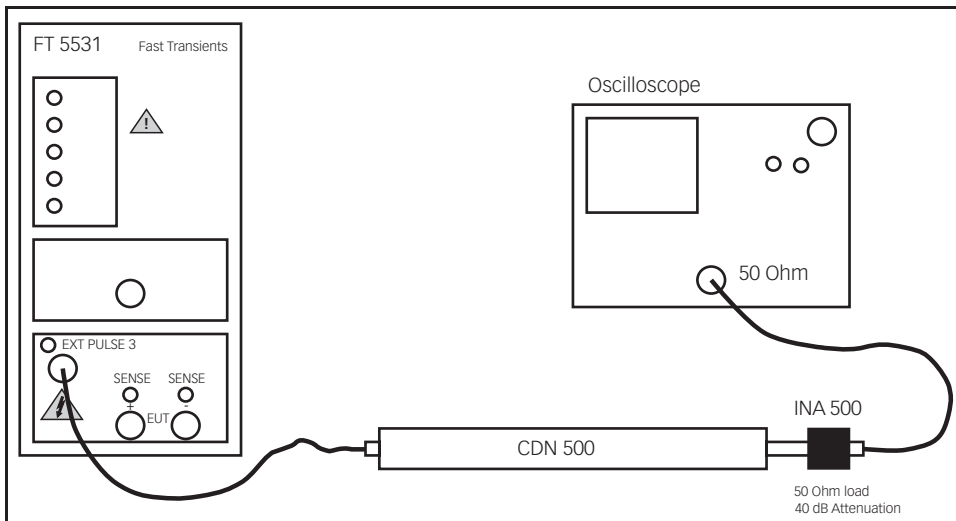 FT 5531 Fast Transients
!
EXT PULSE 3
SENSE SENSE
+ -
EUT
Oscilloscope
50 Ohm
CDN 500
INA 500
50 Ohm load
40 dB Attenuation